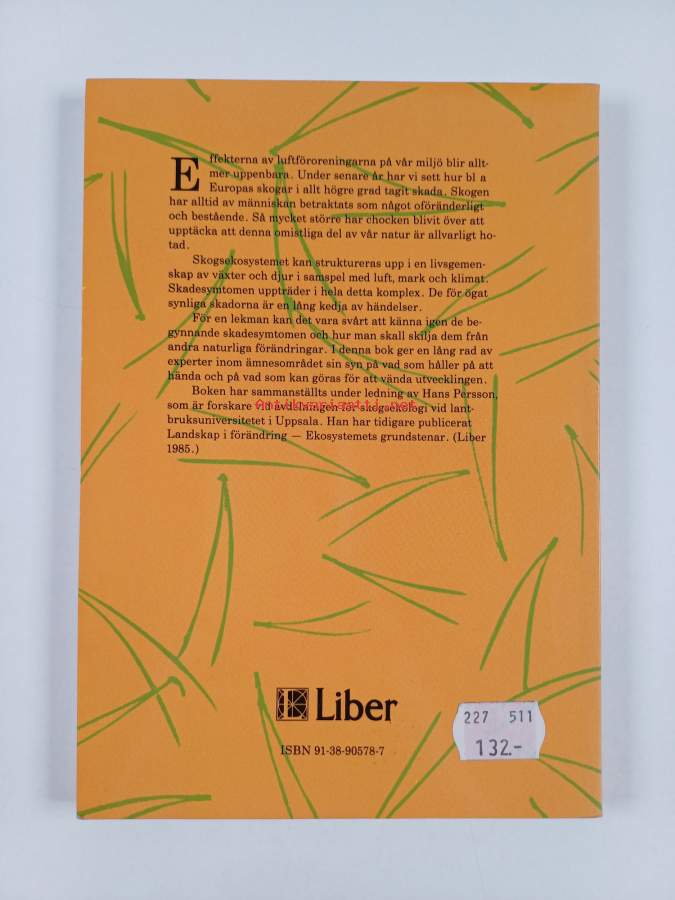 Effekterna av luftföroreningarna på vår miljö blir allt-
mer uppenbara. Under senare år har vi sett hur bl a
Europas skogar i allt högre grad tagit skada. Skogen
har alltid av människan betraktats som något oföränderligt
och bestående. Så mycket större har chocken blivit över att
upptäcka att denna omistliga del av vår natur är allvarligt ho-
tad.
Skogsekosystemet kan struktureras upp i en livsgemen-
skap av växter och djur i samspel med luft, mark och klimat.
Skadesymtomen uppträder i hela detta komplex. De för ögat
synliga skadorna är en lång kedja av händelser.
För en lekman kan det vara svårt att känna igen de be-
gynnande skadesymtomen och hur man skall skilja dem från
andra naturliga förändringar. I denna bok ger en lång rad av
experter inom ämnesområdet sin syn på vad som håller på att
hända och på vad som kan göras för att vända utvecklingen.
Boken har sammanställts under ledning av Hans Persson,
som är forskare vid avdelningen för skogsekologi vid lant-
bruksuniversitetet i Uppsala. Han har tidigare publicerat
Landskap i förändring — Ekosystemets grundstenar. (Liber
1985.)
Liber
ISBN 91-38-90578-7
227 511
132.-